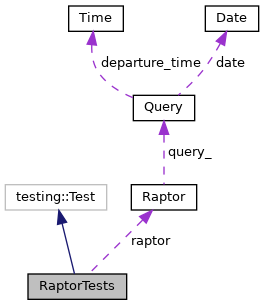 Time
Date
departure_time
date
Query
query_
testing::Test
Raptor
raptor
RaptorTests